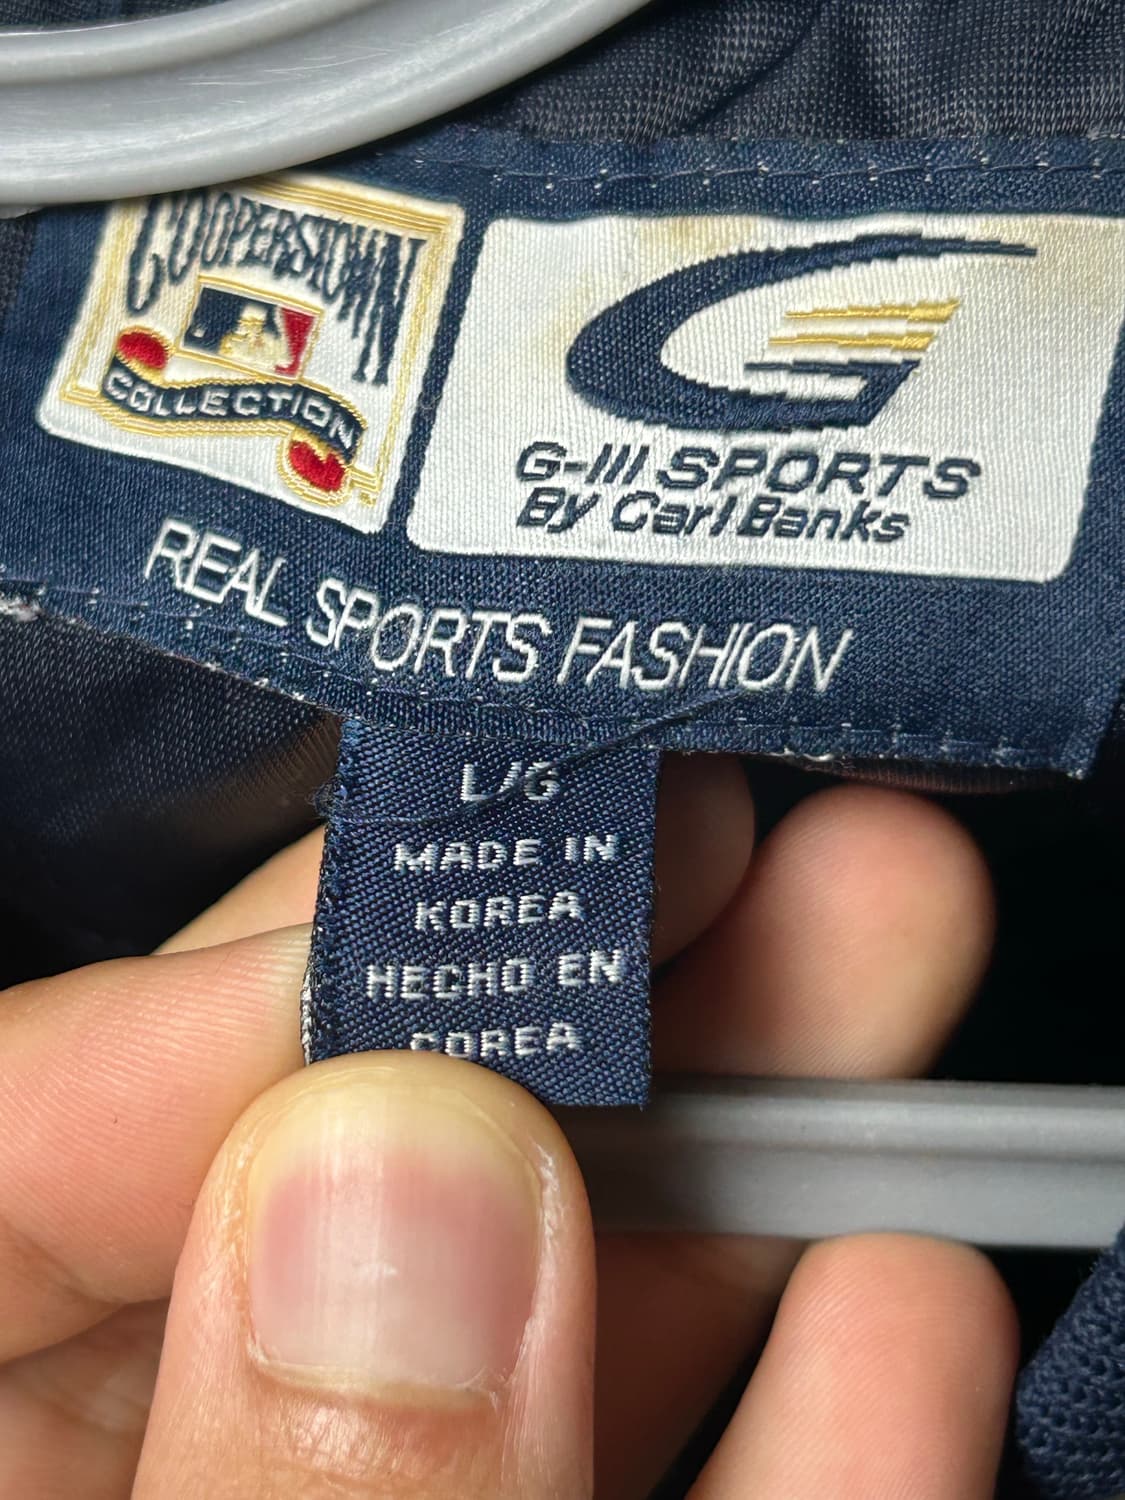 COOPERSTOWN
COLLECTION
G-III SPORTS
By Carl Banks
REAL SPORTS FASHION
L/G
MADE IN
KOREA
HECHO EN
COREA